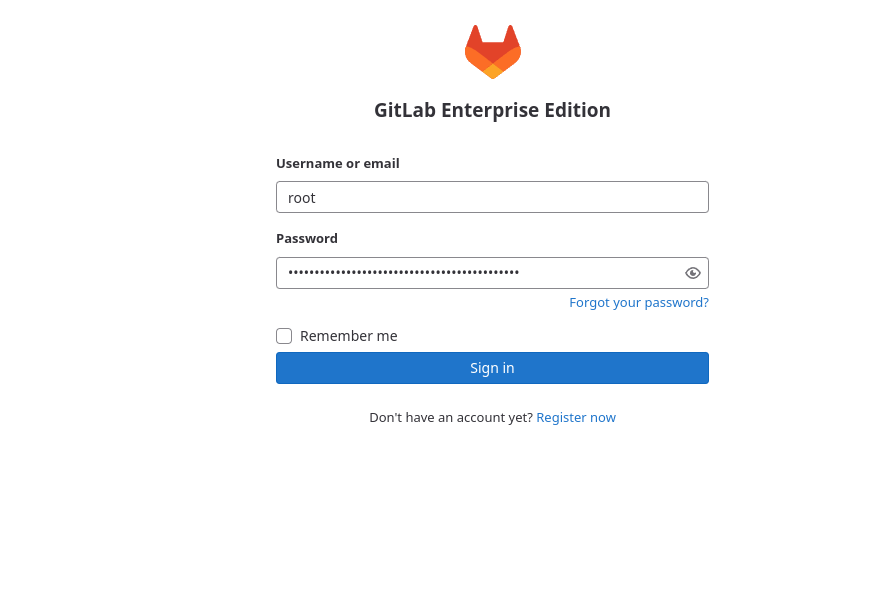 GitLab Enterprise Edition
Username or email
root
Password
••••••••••••••••••••••••••••••••••••••••••••
Forgot your password?
Remember me
Sign in
Don't have an account yet? Register now